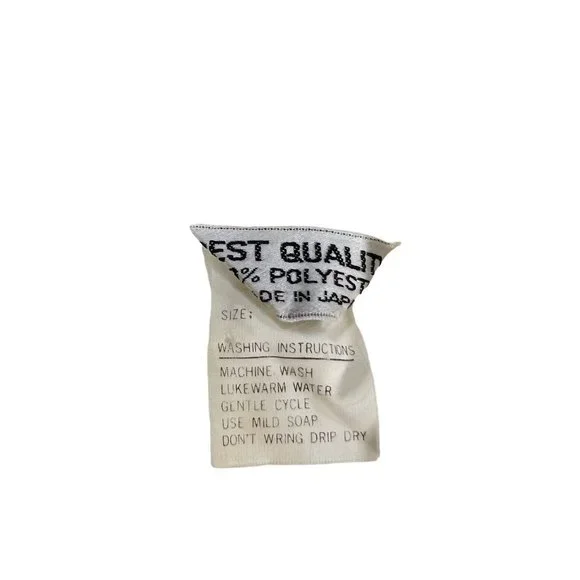 EST QUALIT
% POLYEST
DE IN JAP
SIZE:
WASHING INSTRUCTIONS
MACHINE WASH
LUKEWARM WATER
GENTLE CYCLE
USE MILD SOAP
DON'T WRING DRIP DRY